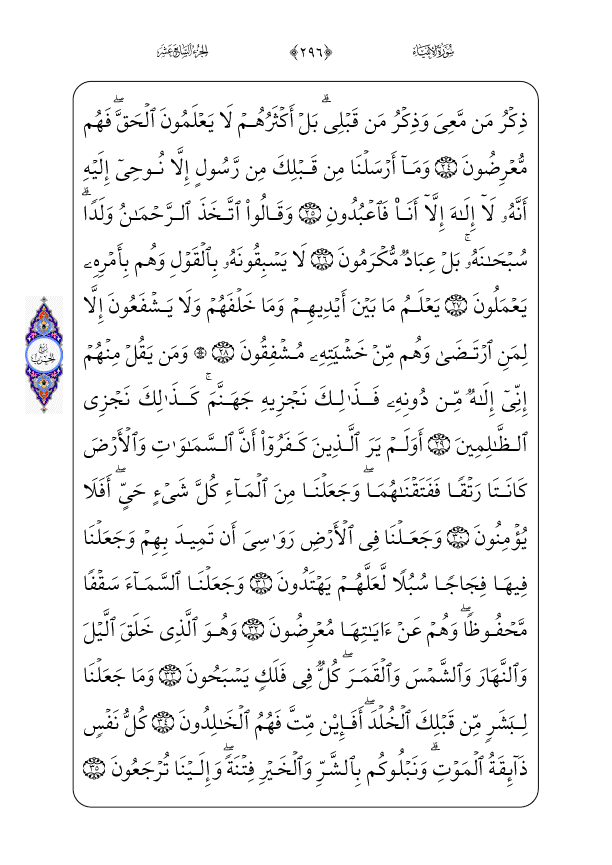 سُورَةُ الأَنبِيَاء
﴿٢٩٦﴾
الجُزءُ السَّابِعَ عَشَرَ
ذِكۡرُ مَن مَّعِيَ وَذِكۡرُ مَن قَبۡلِيۚ بَلۡ أَكۡثَرُهُمۡ لَا يَعۡلَمُونَ ٱلۡحَقَّۖ فَهُم
مُّعۡرِضُونَ ٢٤ وَمَآ أَرۡسَلۡنَا مِن قَبۡلِكَ مِن رَّسُولٍ إِلَّا نُوحِيٓ إِلَيۡهِ
أَنَّهُۥ لَآ إِلَٰهَ إِلَّآ أَنَا۠ فَٱعۡبُدُونِ ٢٥ وَقَالُواْ ٱتَّخَذَ ٱلرَّحۡمَٰنُ وَلَدٗاۗ
سُبۡحَٰنَهُۥۚ بَلۡ عِبَادٞ مُّكۡرَمُونَ ٢٦ لَا يَسۡبِقُونَهُۥ بِٱلۡقَوۡلِ وَهُم بِأَمۡرِهِۦ
يَعۡمَلُونَ ٢٧ يَعۡلَمُ مَا بَيۡنَ أَيۡدِيهِمۡ وَمَا خَلۡفَهُمۡ وَلَا يَشۡفَعُونَ إِلَّا
لِمَنِ ٱرۡتَضَىٰ وَهُم مِّنۡ خَشۡيَتِهِۦ مُشۡفِقُونَ ٢٨ ۞ وَمَن يَقُلۡ مِنۡهُمۡ
إِنِّيٓ إِلَٰهٞ مِّن دُونِهِۦ فَذَٰلِكَ نَجۡزِيهِ جَهَنَّمَۚ كَذَٰلِكَ نَجۡزِي
ٱلظَّٰلِمِينَ ٢٩ أَوَلَمۡ يَرَ ٱلَّذِينَ كَفَرُوٓاْ أَنَّ ٱلسَّمَٰوَٰتِ وَٱلۡأَرۡضَ
كَانَتَا رَتۡقٗا فَفَتَقۡنَٰهُمَاۖ وَجَعَلۡنَا مِنَ ٱلۡمَآءِ كُلَّ شَيۡءٍ حَيٍّۖ أَفَلَا
يُؤۡمِنُونَ ٣٠ وَجَعَلۡنَا فِي ٱلۡأَرۡضِ رَوَٰسِيَ أَن تَمِيدَ بِهِمۡ وَجَعَلۡنَا
فِيهَا فِجَاجٗا سُبُلٗا لَّعَلَّهُمۡ يَهۡتَدُونَ ٣١ وَجَعَلۡنَا ٱلسَّمَآءَ سَقۡفٗا
مَّحۡفُوظٗاۖ وَهُمۡ عَنۡ ءَايَٰتِهَا مُعۡرِضُونَ ٣٢ وَهُوَ ٱلَّذِي خَلَقَ ٱلَّيۡلَ
وَٱلنَّهَارَ وَٱلشَّمۡسَ وَٱلۡقَمَرَۖ كُلّٞ فِي فَلَكٖ يَسۡبَحُونَ ٣٣ وَمَا جَعَلۡنَا
لِبَشَرٖ مِّن قَبۡلِكَ ٱلۡخُلۡدَۖ أَفَإِيْن مِّتَّ فَهُمُ ٱلۡخَٰلِدُونَ ٣٤ كُلُّ نَفۡسٖ
ذَآئِقَةُ ٱلۡمَوۡتِۗ وَنَبۡلُوكُم بِٱلشَّرِّ وَٱلۡخَيۡرِ فِتۡنَةٗۖ وَإِلَيۡنَا تُرۡجَعُونَ ٣٥
رُبع
الحزب